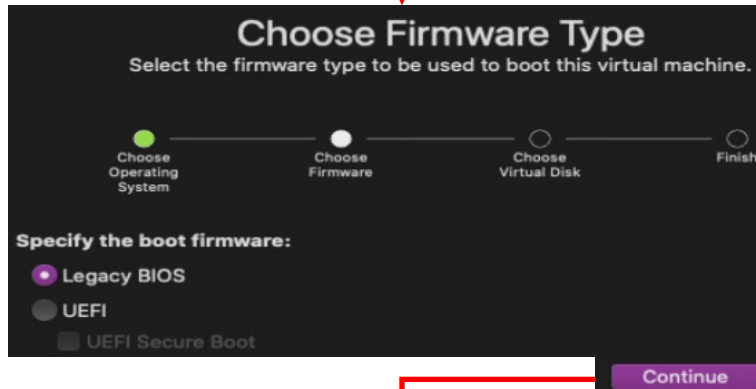 Choose Firmware Type
Select the firmware type to be used to boot this virtual machine.
Choose
Operating
System
Choose
Firmware
Choose
Virtual Disk
Finish
Specify the boot firmware:
Legacy BIOS
UEFI
UEFI Secure Boot
Continue